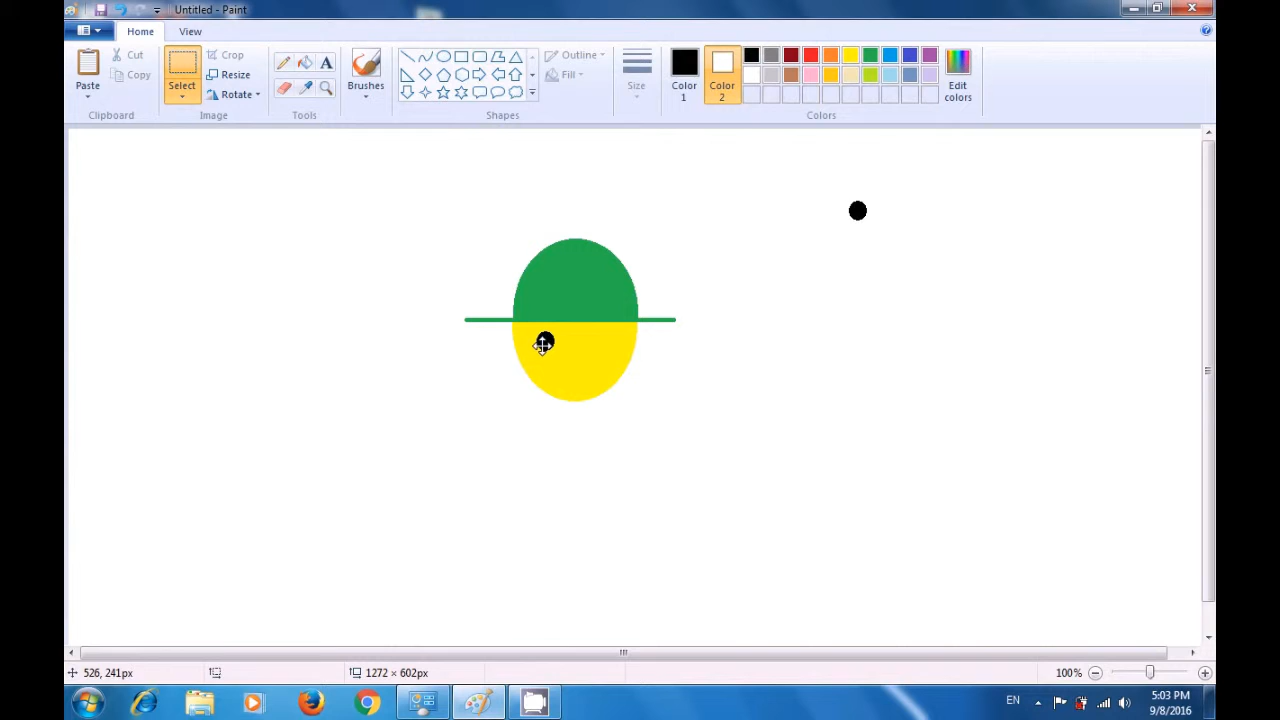 Untitled - Paint
Home View
Paste
Cut
Copy
Clipboard
Select
Crop
Resize
Rotate
Image
A
Tools
Brushes
Outline
Fill
Shapes
Size
Color
1
Color
2
Edit
colors
Colors
526, 241px
1272 × 602px
100%
EN
5:03 PM
9/8/2016